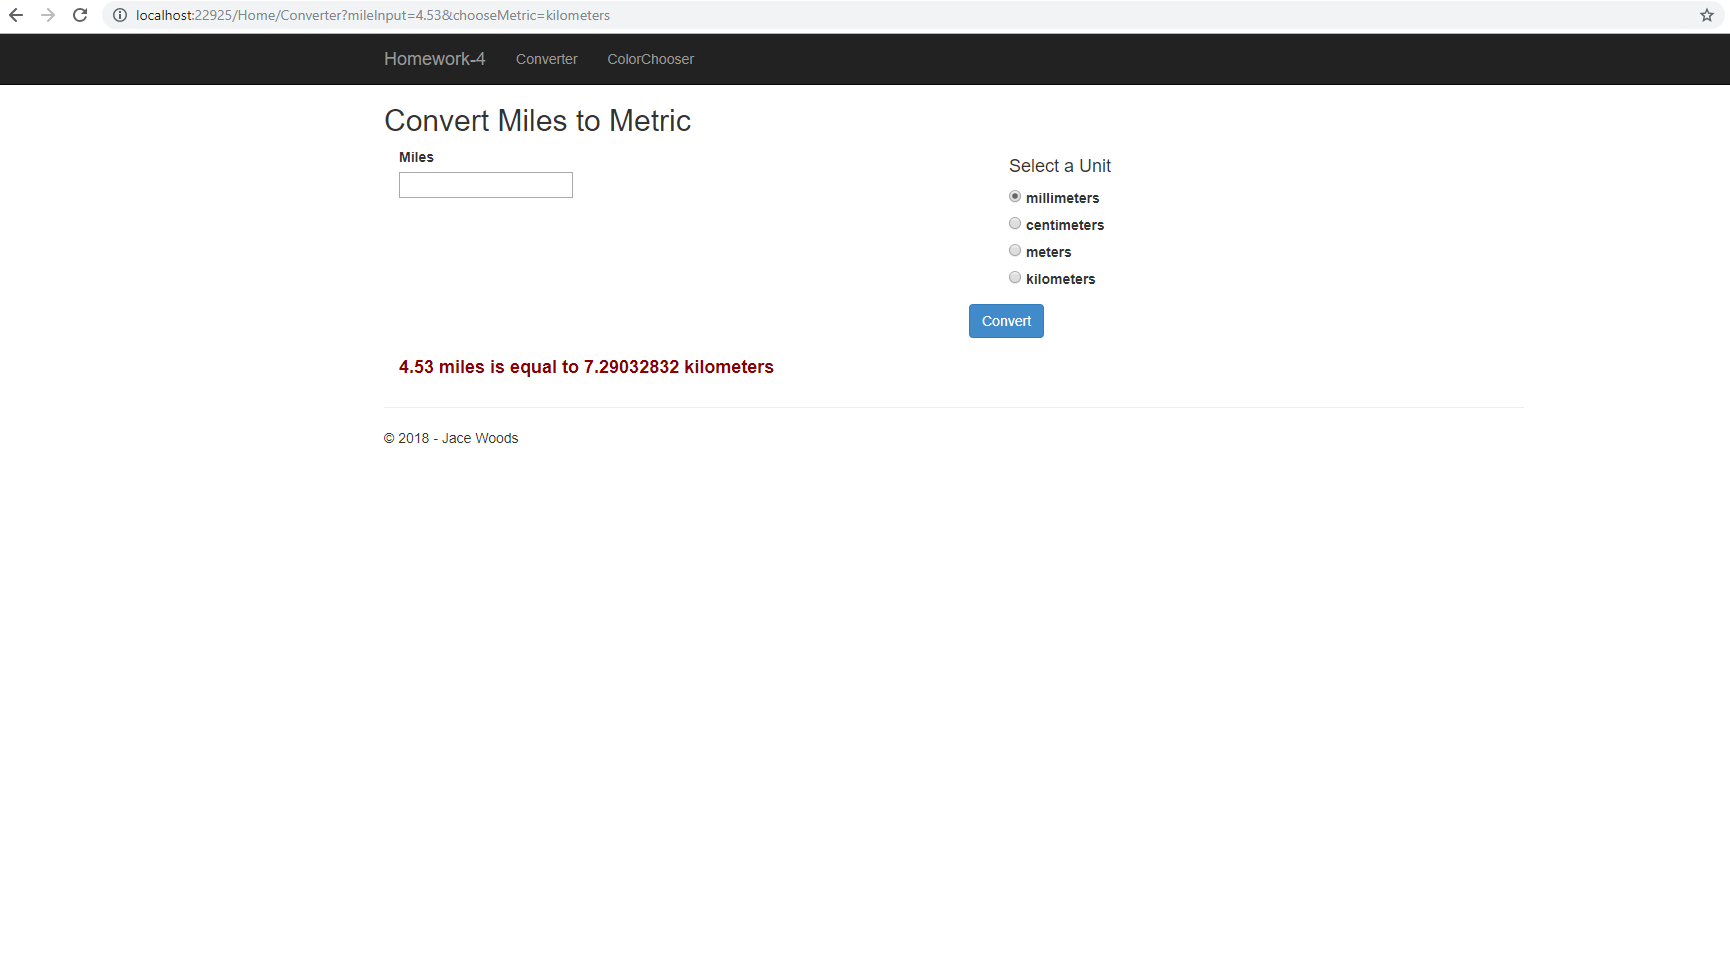 localhost:22925/Home/Converter?mileInput=4.53&chooseMetric=kilometers
Homework-4 Converter ColorChooser
Convert Miles to Metric
Miles
Select a Unit
millimeters
centimeters
meters
kilometers
Convert
4.53 miles is equal to 7.29032832 kilometers
© 2018 - Jace Woods